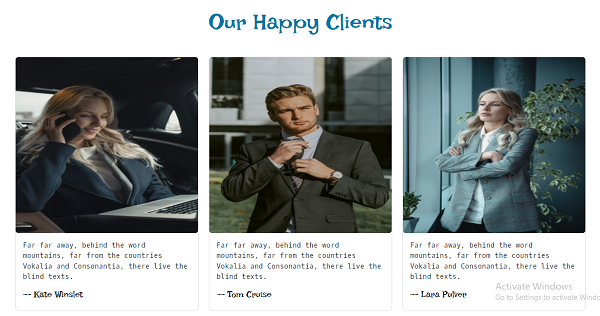 Our Happy Clients
Far far away, behind the word
mountains, far from the countries
Vokalia and Consonantia, there live the
blind texts.
-- Kate Winslet
Far far away, behind the word
mountains, far from the countries
Vokalia and Consonantia, there live the
blind texts.
-- Tom Cruise
Far far away, behind the word
mountains, far from the countries
Vokalia and Consonantia, there live the
blind texts.
-- Lara Pulver
Activate Windows
Go to Settings to activate Windo